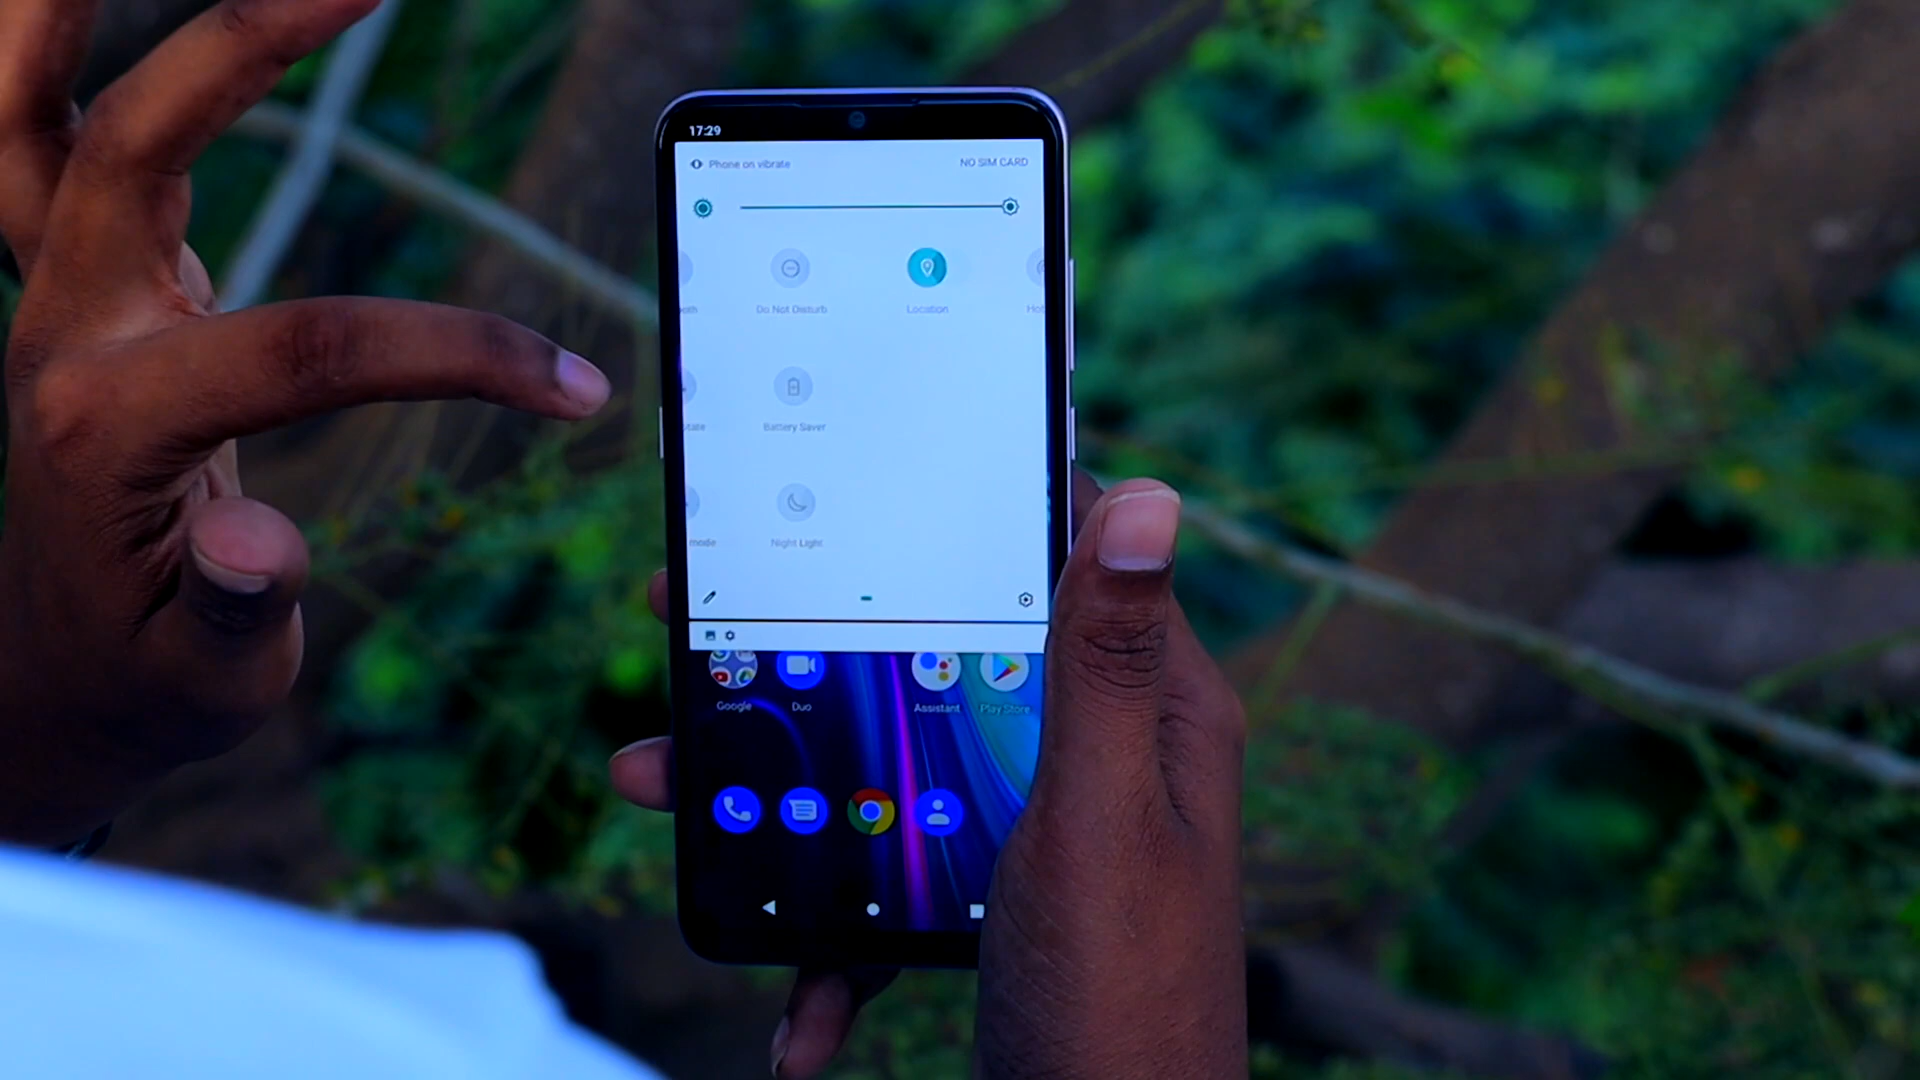 17:29
Phone on vibrate NO SIM CARD
Do Not Disturb Location
Battery Saver
mode Night Light
Google Duo Assistant Play Store